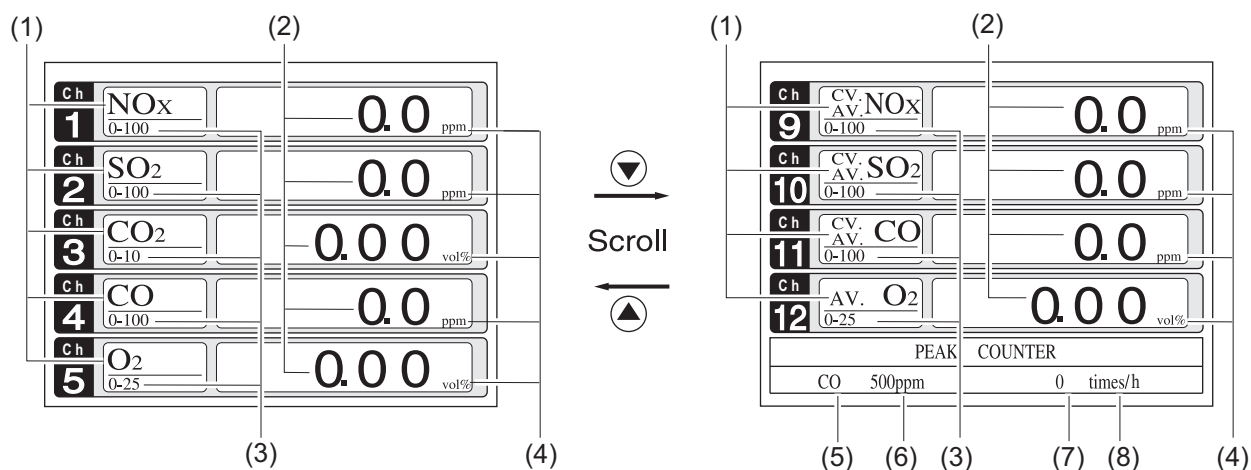 (1) (2)
Ch 1 NOx 0-100 0.0 ppm
Ch 2 SO2 0-100 0.0 ppm
Ch 3 CO2 0-10 0.00 vol%
Ch 4 CO 0-100 0.0 ppm
Ch 5 O2 0-25 0.00 vol%
(3) (4)
Scroll
(1) (2)
Ch 9 CV. AV. NOx 0-100 0.0 ppm
Ch 10 CV. AV. SO2 0-100 0.0 ppm
Ch 11 CV. AV. CO 0-100 0.0 ppm
Ch 12 AV. O2 0-25 0.00 vol%
PEAK COUNTER
CO 500ppm 0 times/h
(5) (6) (3) (7) (8) (4)